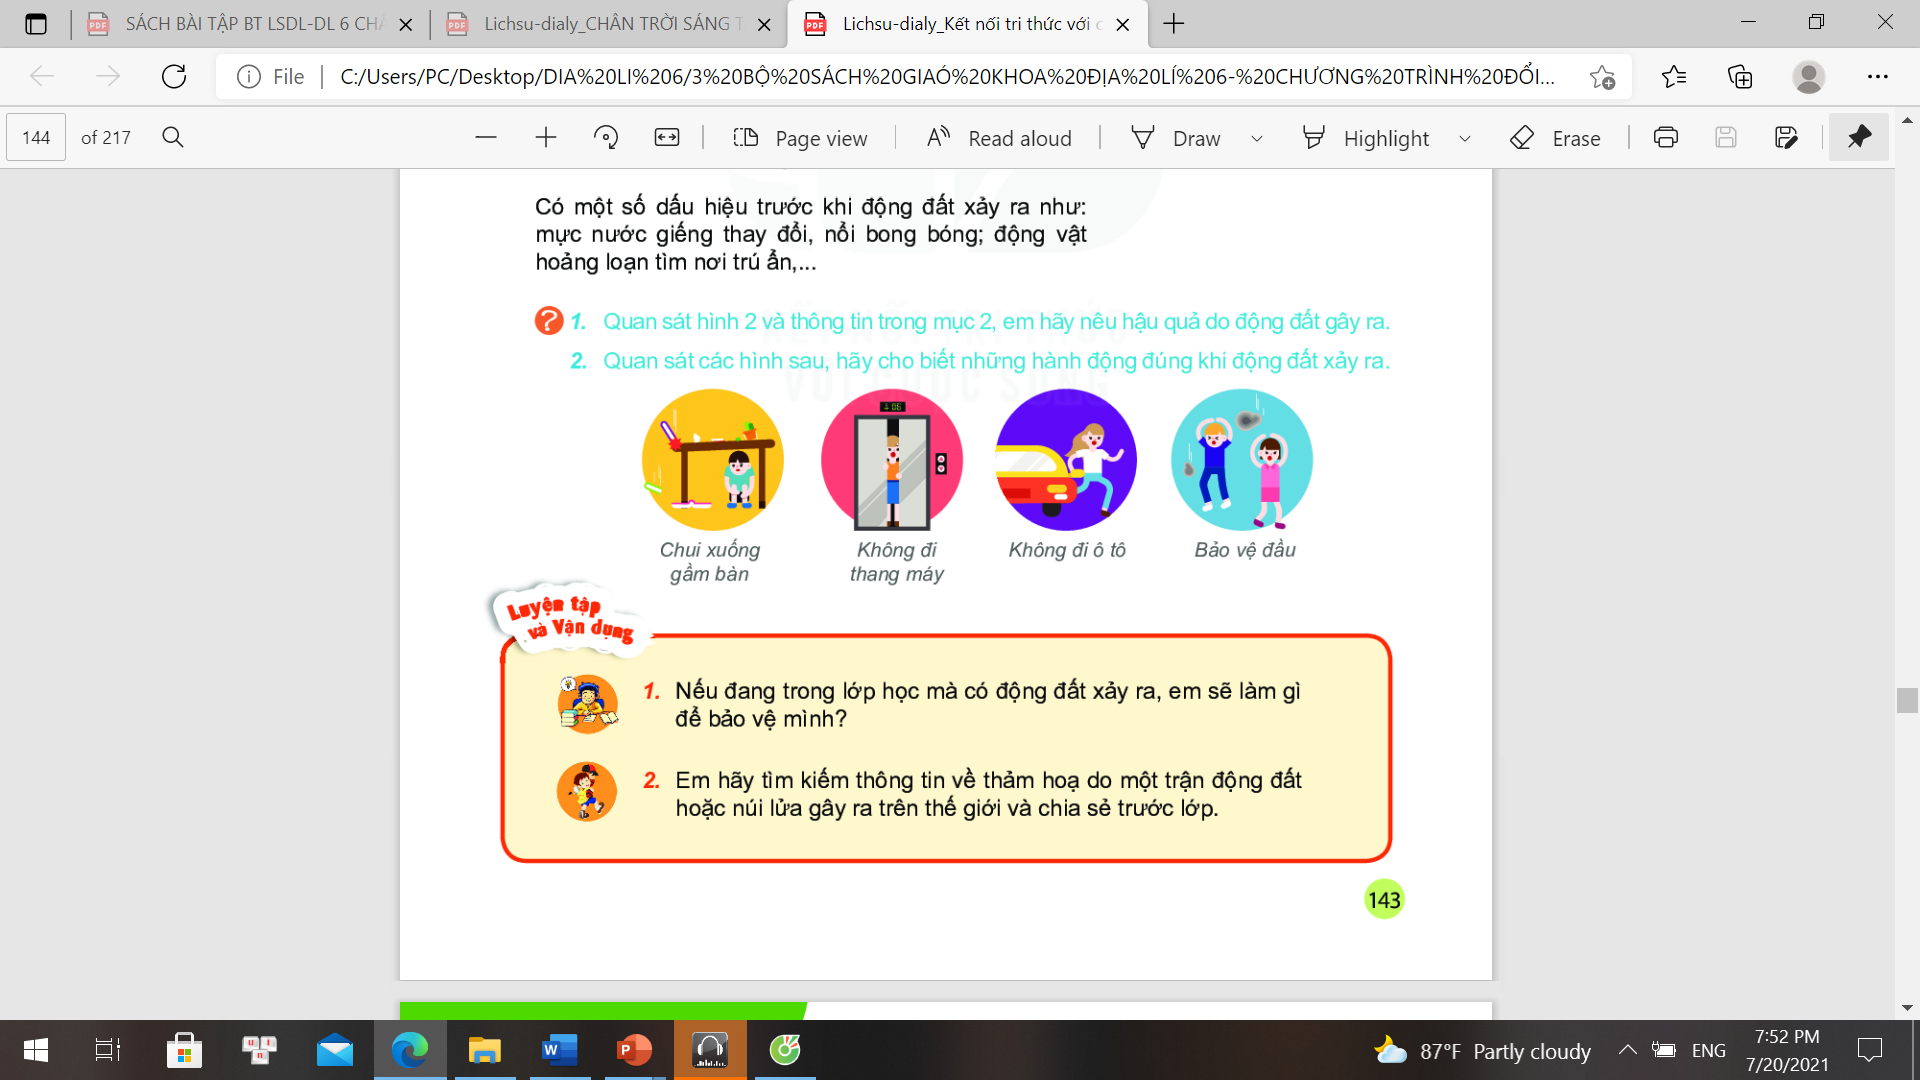 SÁCH BÀI TẬP BT LSDL-DL 6 CHÂ
Lichsu-dialy_CHÂN TRỜI SÁNG T
Lichsu-dialy_Kết nối tri thức với c
File
C:/Users/PC/Desktop/DIA%20LI%206/3%20BỘ%20SÁCH%20GIAÓ%20KHOA%20ĐỊA%20LÍ%206-%20CHƯƠNG%20TRÌNH%20ĐỔI...
144 of 217
Page view
Read aloud
Draw
Highlight
Erase
Có một số dấu hiệu trước khi động đất xảy ra như:
mực nước giếng thay đổi, nổi bong bóng; động vật
hoảng loạn tìm nơi trú ẩn,...
? 1. Quan sát hình 2 và thông tin trong mục 2, em hãy nêu hậu quả do động đất gây ra.
2. Quan sát các hình sau, hãy cho biết những hành động đúng khi động đất xảy ra.
KẾT NỐI TRI THỨC
VỚI CUỘC SỐNG
Chui xuống
gầm bàn
Không đi
thang máy
Không đi ô tô
Bảo vệ đầu
Luyện tập
và Vận dụng
1. Nếu đang trong lớp học mà có động đất xảy ra, em sẽ làm gì
để bảo vệ mình?
2. Em hãy tìm kiếm thông tin về thảm hoạ do một trận động đất
hoặc núi lửa gây ra trên thế giới và chia sẻ trước lớp.
143
87°F Partly cloudy
ENG
7:52 PM
7/20/2021